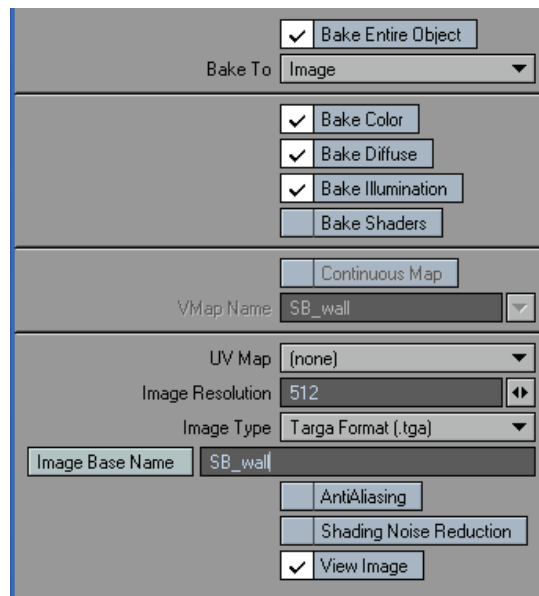 Bake Entire Object
Bake To Image
Bake Color
Bake Diffuse
Bake Illumination
Bake Shaders
Continuous Map
VMap Name SB_wall
UV Map (none)
Image Resolution 512
Image Type Targa Format (.tga)
Image Base Name SB_wall
AntiAliasing
Shading Noise Reduction
View Image